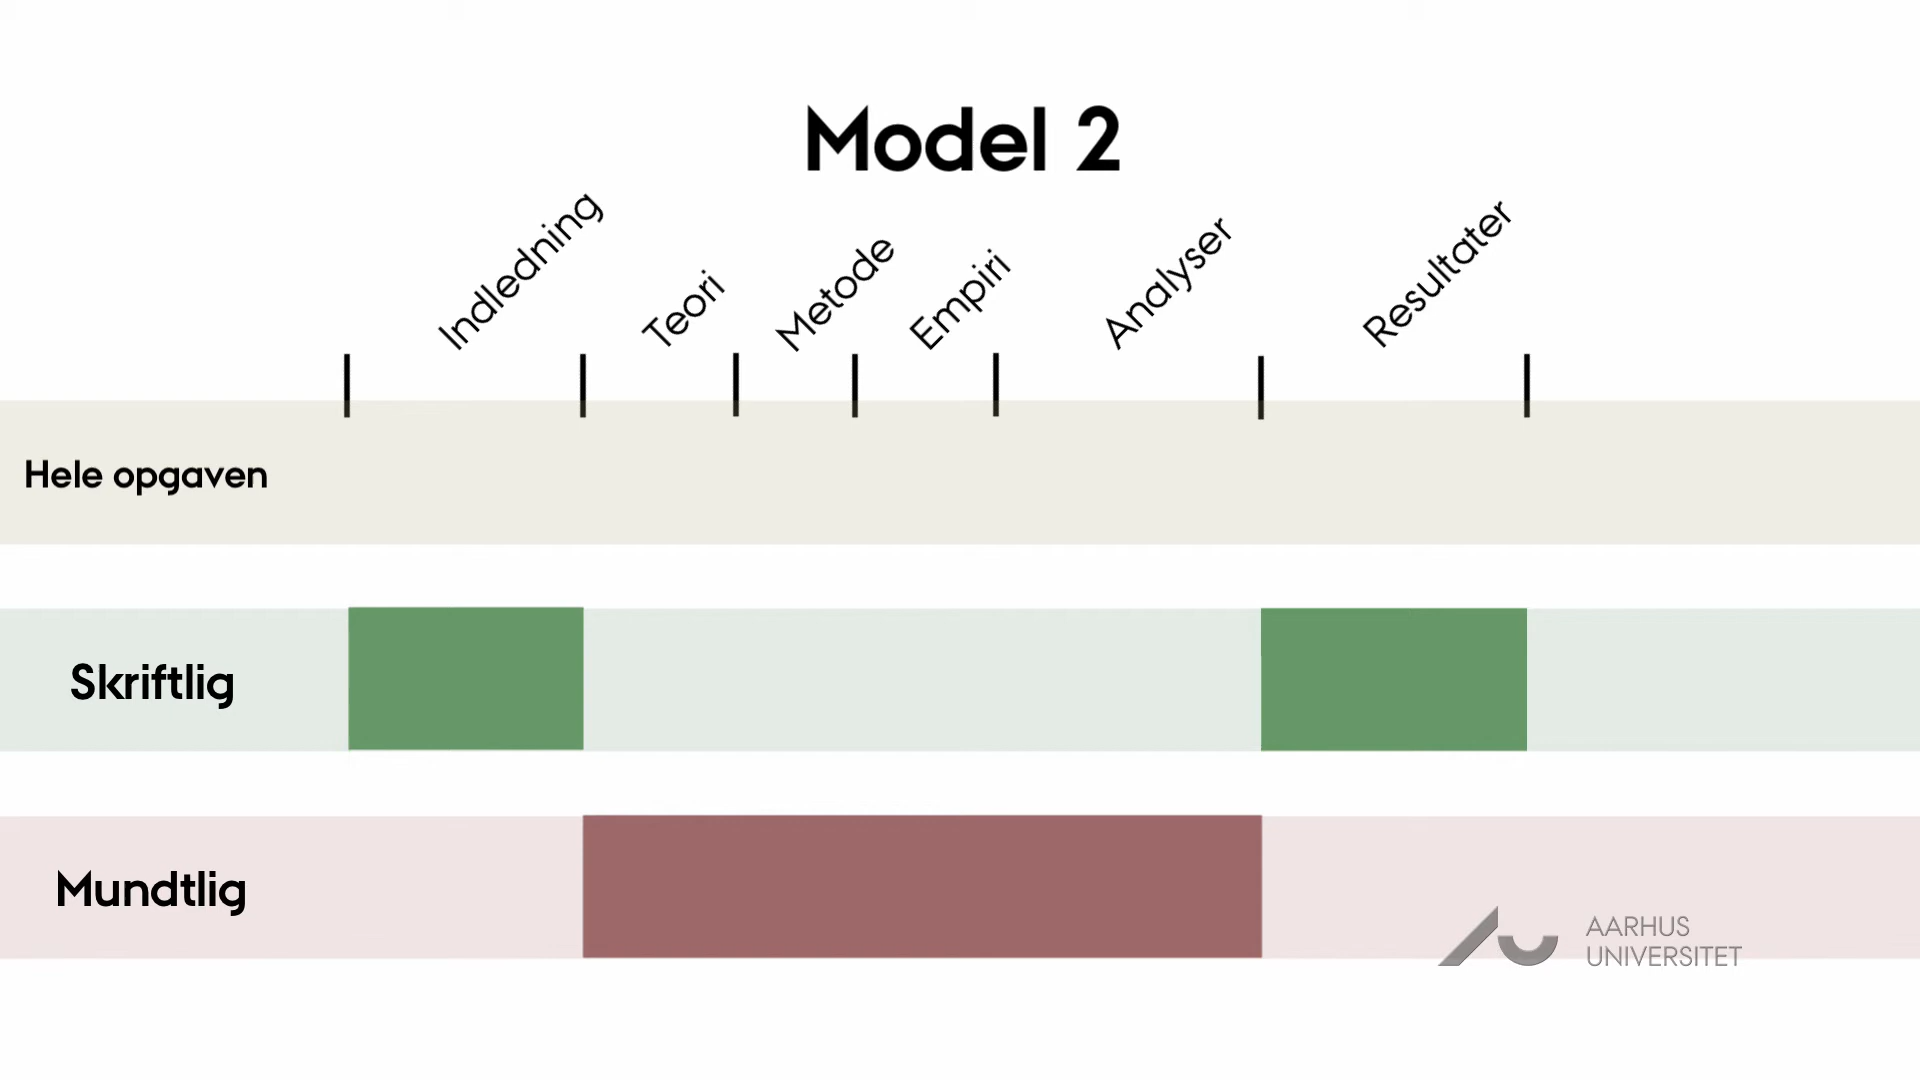 Model 2
Indledning
Teori
Metode
Empiri
Analyser
Resultater
Hele opgaven
Skriftlig
Mundtlig
AARHUS
UNIVERSITET